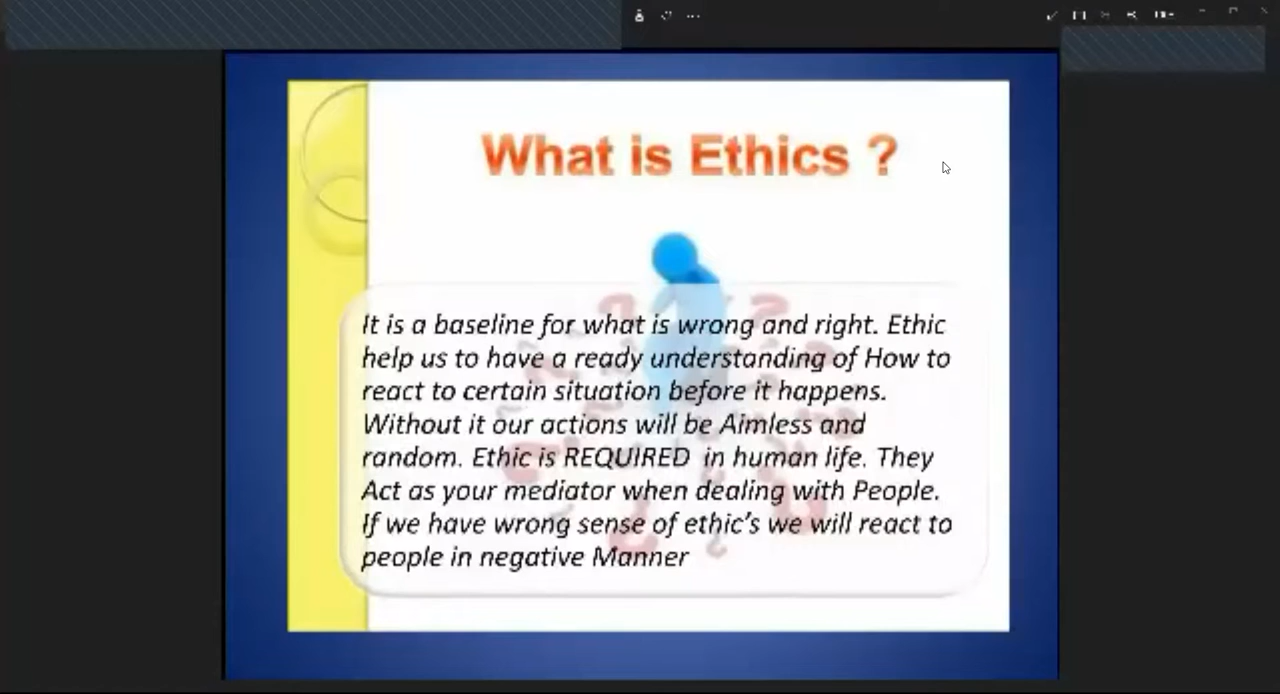 What is Ethics ?
It is a baseline for what is wrong and right. Ethic
help us to have a ready understanding of How to
react to certain situation before it happens.
Without it our actions will be Aimless and
random. Ethic is REQUIRED in human life. They
Act as your mediator when dealing with People.
If we have wrong sense of ethic's we will react to
people in negative Manner